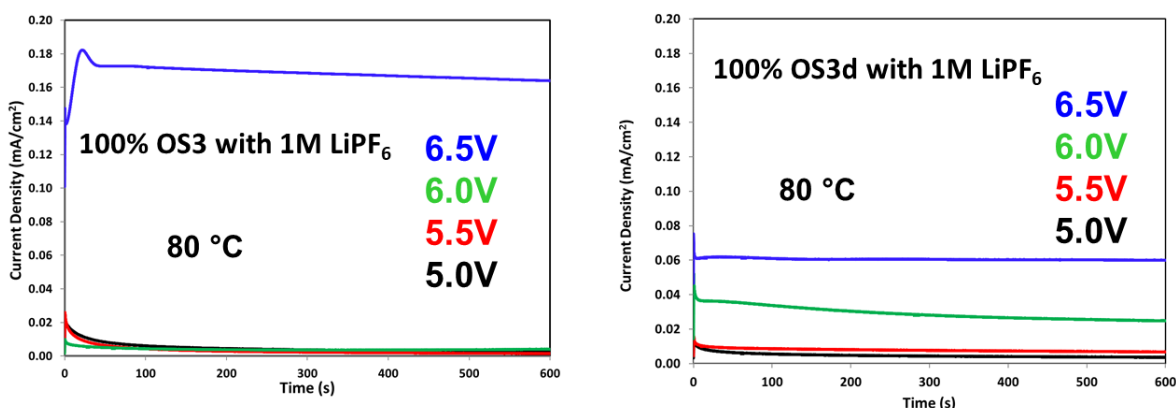 0.20
0.18
0.16
0.14
0.12
0.10
0.08
0.06
0.04
0.02
0.00
Current Density (mA/cm²)
100% OS3 with 1M LiPF₆
6.5V
6.0V
5.5V
5.0V
80 °C
0 100 200 300 400 500 600
Time (s)
0.20
0.18
0.16
0.14
0.12
0.10
0.08
0.06
0.04
0.02
0.00
Current Density (mA/cm²)
100% OS3d with 1M LiPF₆
6.5V
6.0V
5.5V
5.0V
80 °C
0 100 200 300 400 500 600
Time (s)